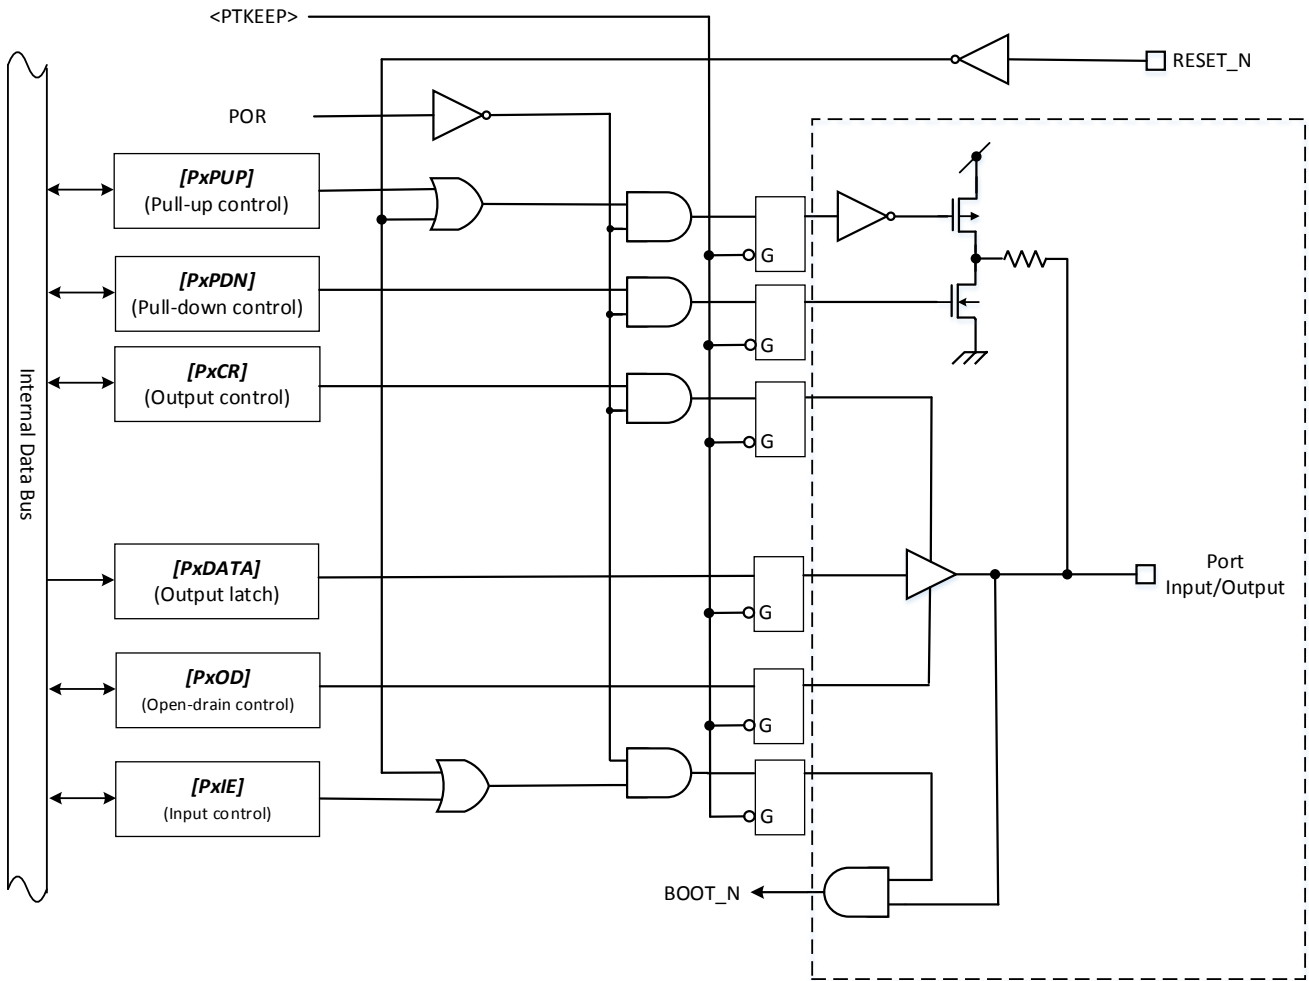 <PTKEEP>
RESET_N
POR
[PxPUP]
(Pull-up control)
G
[PxPDN]
(Pull-down control)
G
[PxCR]
(Output control)
G
Internal Data Bus
[PxDATA]
(Output latch)
G
Port
Input/Output
[PxOD]
(Open-drain control)
G
[PxIE]
(Input control)
G
BOOT_N